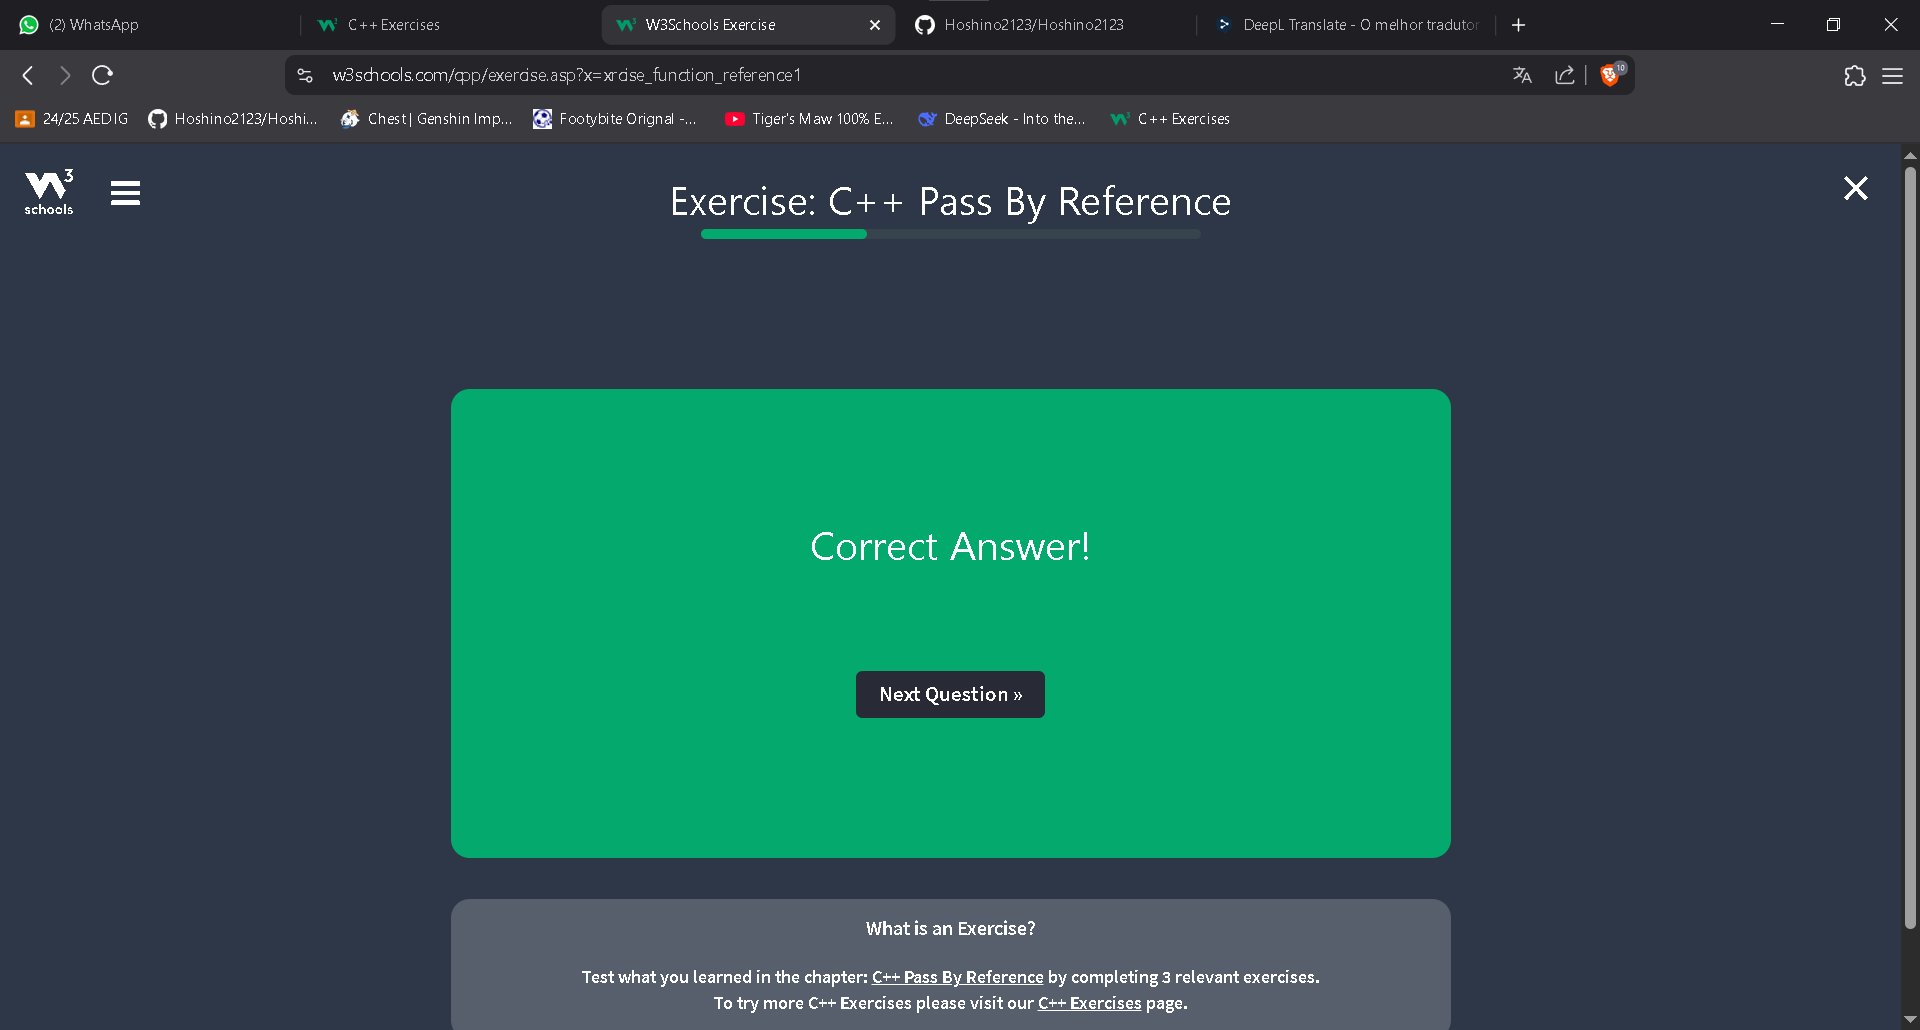 (2) WhatsApp
C++ Exercises
W3Schools Exercise
Hoshino2123/Hoshino2123
DeepL Translate - O melhor tradutor
w3schools.com/cpp/exercise.asp?x=xrcise_function_reference1
10
24/25 AEDIG
Hoshino2123/Hoshi...
Chest | Genshin Imp...
Footybite Orignal -...
Tiger's Maw 100% E...
DeepSeek - Into the...
C++ Exercises
W3
schools
Exercise: C++ Pass By Reference
Correct Answer!
Next Question »
What is an Exercise?
Test what you learned in the chapter: C++ Pass By Reference by completing 3 relevant exercises.
To try more C++ Exercises please visit our C++ Exercises page.